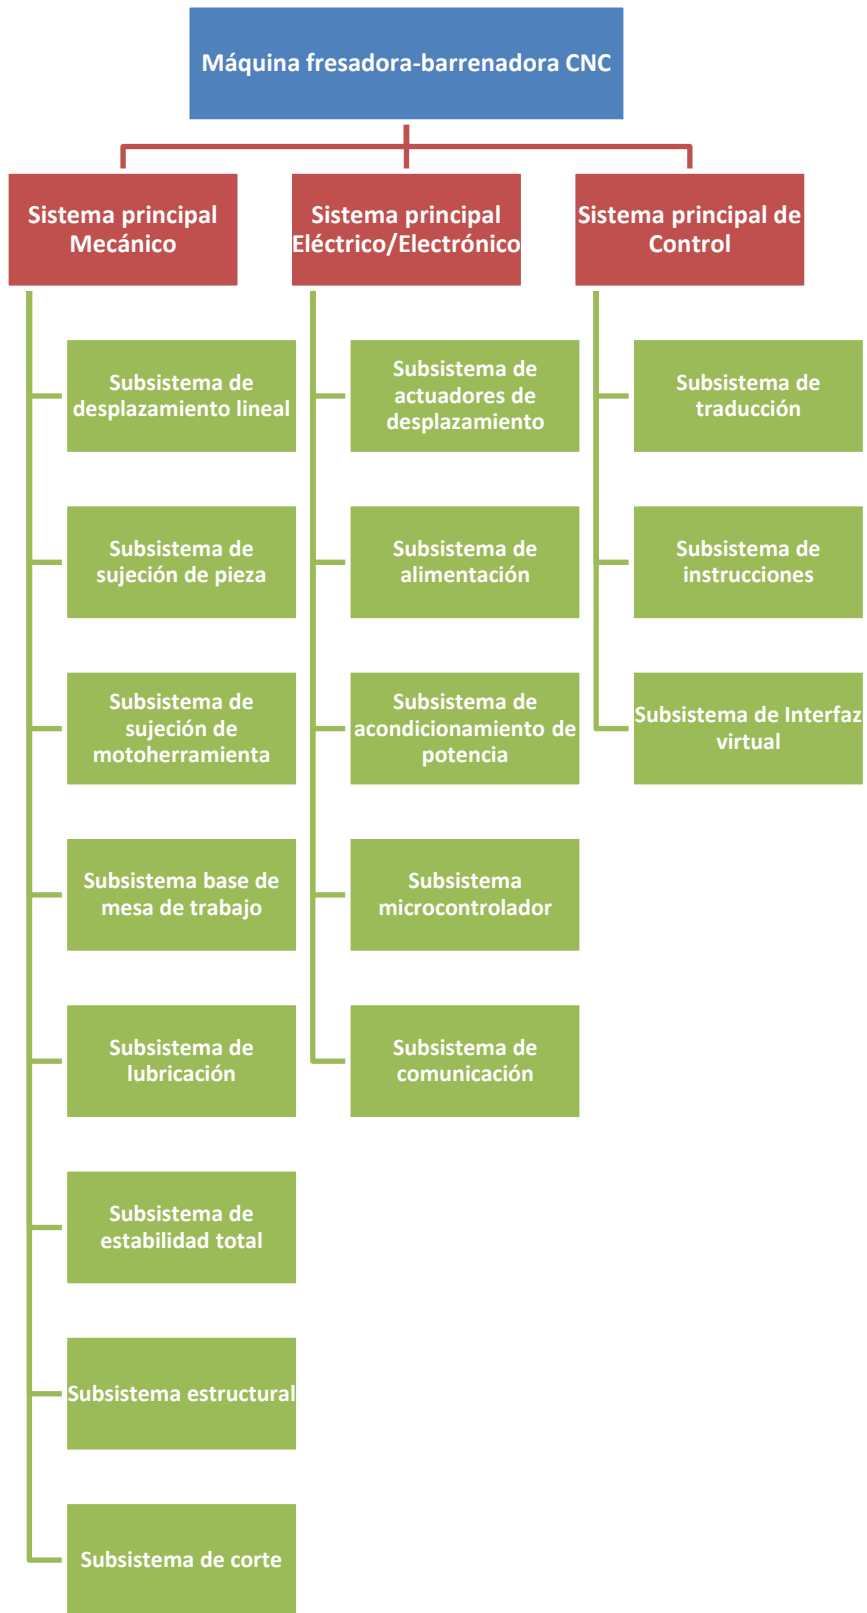 Máquina fresadora-barrenadora CNC
Sistema principal
Mecánico
Sistema principal
Eléctrico/Electrónico
Sistema principal de
Control
Subsistema de
desplazamiento lineal
Subsistema de
sujeción de pieza
Subsistema de
sujeción de
motoherramienta
Subsistema base de
mesa de trabajo
Subsistema de
lubricación
Subsistema de
estabilidad total
Subsistema estructural
Subsistema de corte
Subsistema de
actuadores de
desplazamiento
Subsistema de
alimentación
Subsistema de
acondicionamiento de
potencia
Subsistema
microcontrolador
Subsistema de
comunicación
Subsistema de
traducción
Subsistema de
instrucciones
Subsistema de Interfaz
virtual